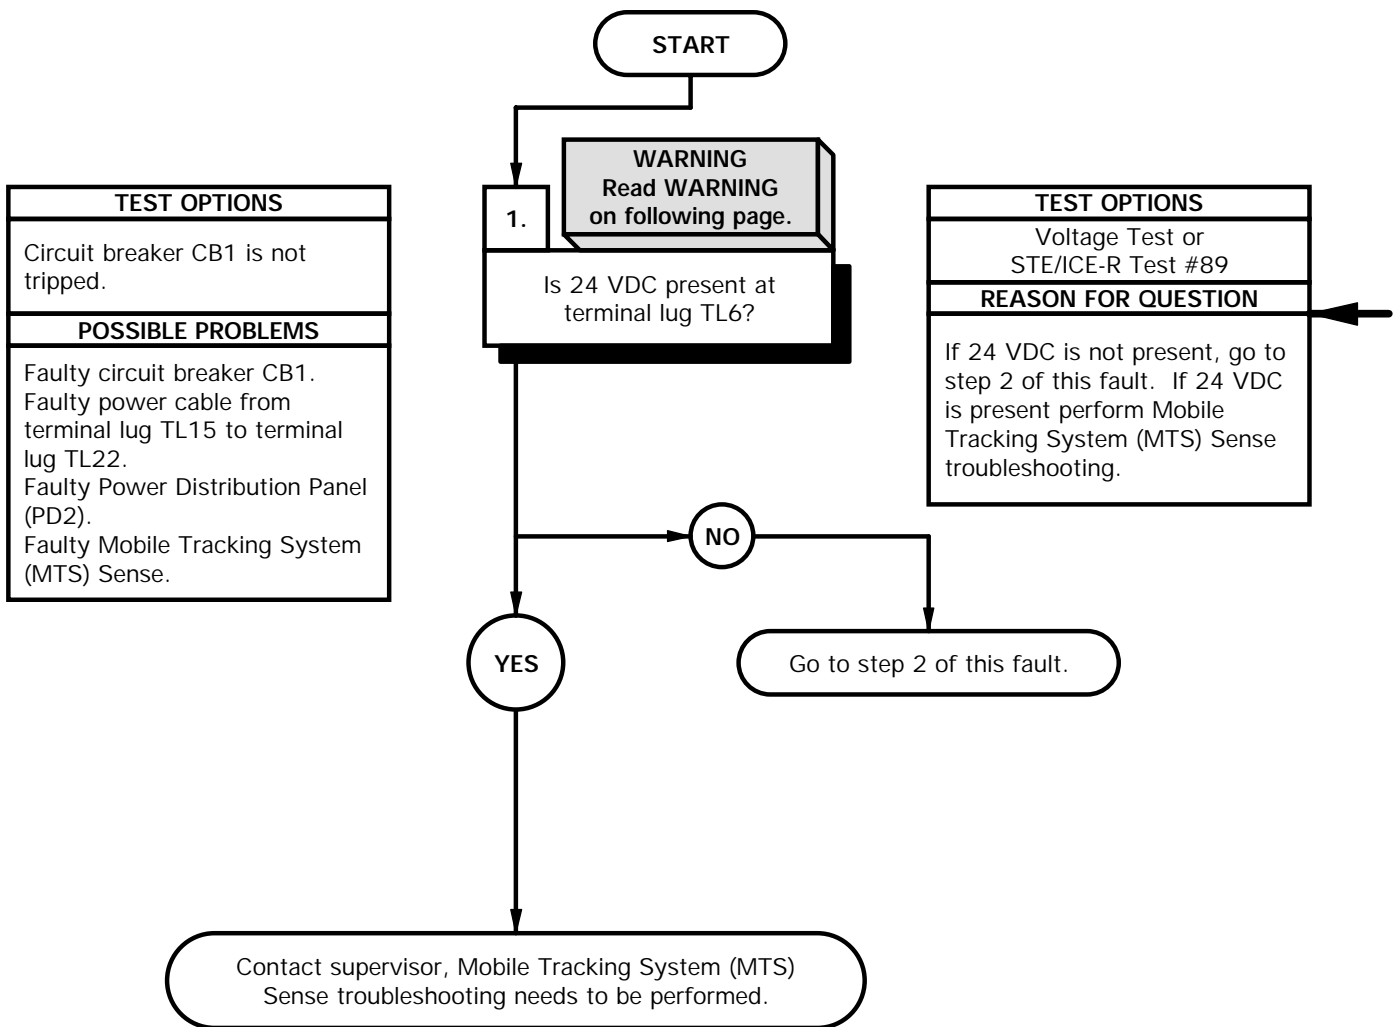 START
WARNING
Read WARNING
on following page.
1.
Is 24 VDC present at
terminal lug TL6?
TEST OPTIONS
Circuit breaker CB1 is not
tripped.
POSSIBLE PROBLEMS
Faulty circuit breaker CB1.
Faulty power cable from
terminal lug TL15 to terminal
lug TL22.
Faulty Power Distribution Panel
(PD2).
Faulty Mobile Tracking System
(MTS) Sense.
TEST OPTIONS
Voltage Test or
STE/ICE-R Test #89
REASON FOR QUESTION
If 24 VDC is not present, go to
step 2 of this fault.  If 24 VDC
is present perform Mobile
Tracking System (MTS) Sense
troubleshooting.
NO
YES
Go to step 2 of this fault.
Contact supervisor, Mobile Tracking System (MTS)
Sense troubleshooting needs to be performed.